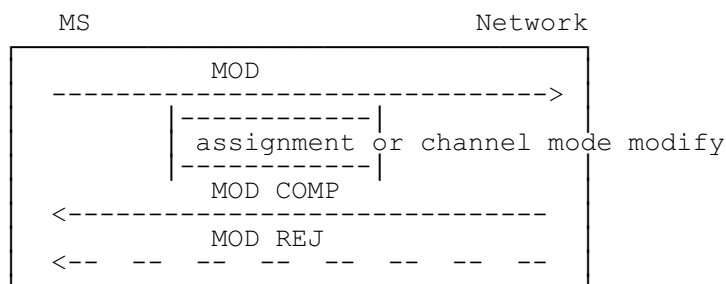 MS Network
MOD
assignment or channel mode modify
MOD COMP
MOD REJ